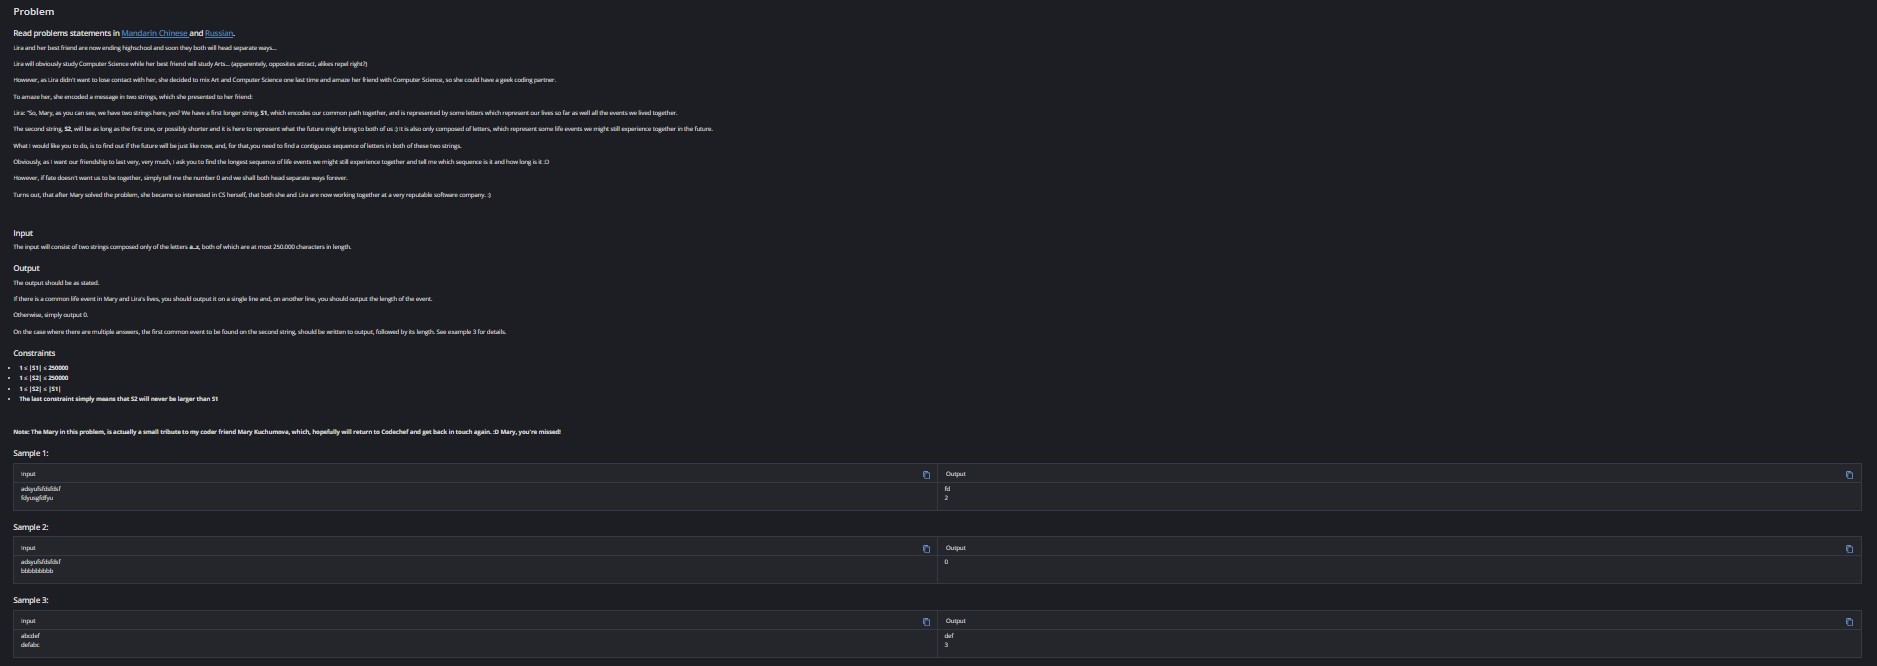 Problem
Read problems statements in Mandarin Chinese and Russian.
Lira and her best friend are now ending highschool and soon they both will head separate ways...
Lira will obviously study Computer Science while her best friend will study Arts... (apparentely, opposites attract, alikes repel right?)
However, as Lira didn't want to lose contact with her, she decided to mix Art and Computer Science one last time and amaze her friend with Computer Science, so she could have a geek coding partner.
To amaze her, she encoded a message in two strings, which she presented to her friend:
Lira: "So, Mary, as you can see, we have two strings here, yes? We have a first longer string, S1, which encodes our common path together, and is represented by some letters which represent our lives so far as well all the events we lived together.
The second string, S2, will be as long as the first one, or possibly shorter and it is here to represent what the future might bring to both of us :) It is also only composed of letters, which represent some life events we might still experience together in the future.
What I would like you to do, is to find out if the future will be just like now, and, for that,you need to find a contiguous sequence of letters in both of these two strings.
Obviously, as I want our friendship to last very, very much, I ask you to find the longest sequence of life events we might still experience together and tell me which sequence is it and how long is it :D
However, if fate doesn't want us to be together, simply tell me the number 0 and we shall both head separate ways forever.
Turns out, that after Mary solved the problem, she became so interested in CS herself, that both she and Lira are now working together at a very reputable software company. :)
Input
The input will consist of two strings composed only of the letters a..z, both of which are at most 250.000 characters in length.
Output
The output should be as stated.
If there is a common life event in Mary and Lira's lives, you should output it on a single line and, on another line, you should output the length of the event.
Otherwise, simply output 0.
On the case where there are multiple answers, the first common event to be found on the second string, should be written to output, followed by its length. See example 3 for details.
Constraints
• 1 ≤ |S1| ≤ 250000
• 1 ≤ |S2| ≤ 250000
• 1 ≤ |S2| ≤ |S1|
• The last constraint simply means that S2 will never be larger than S1
Note: The Mary in this problem, is actually a small tribute to my coder friend Mary Kuchumova, which, hopefully will return to Codechef and get back in touch again. :D Mary, you're missed!
Sample 1:
Input Output
adsyufsfdsfdsf fd
fdyusgfdfyu 2
Sample 2:
Input Output
adsyufsfdsfdsf 0
bbbbbbbbb
Sample 3:
Input Output
abcdef def
defabc 3